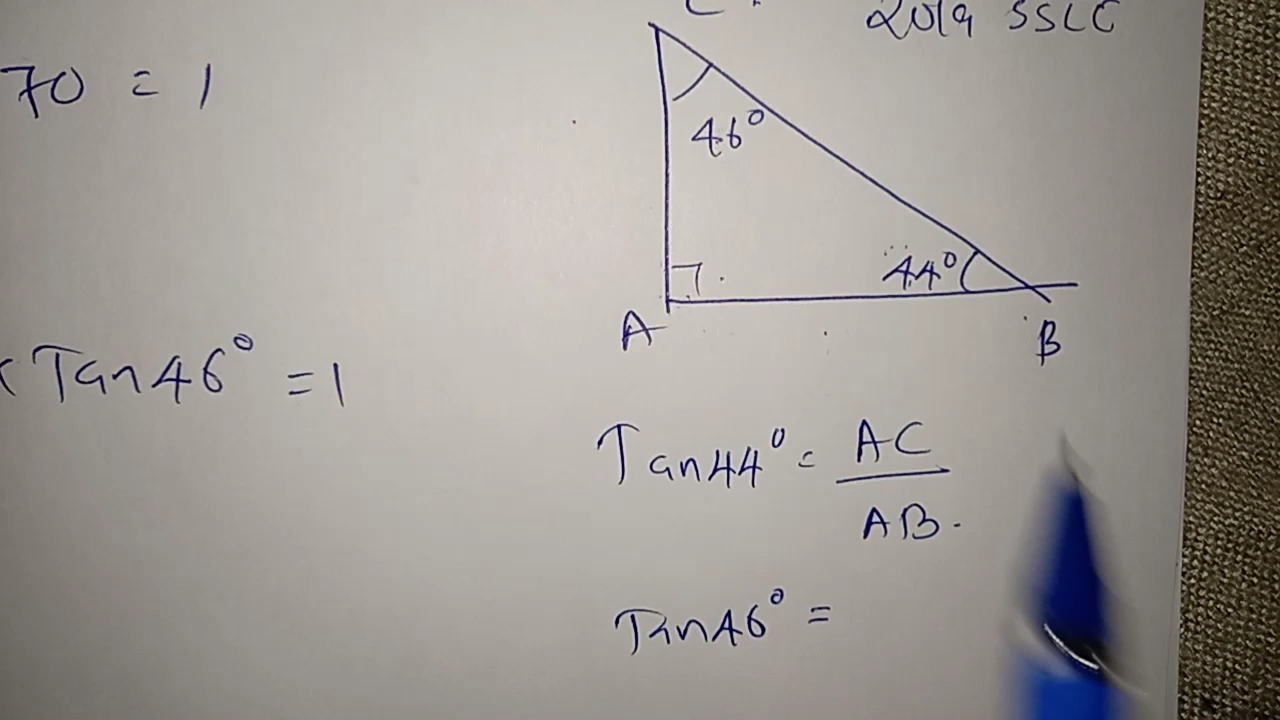 C.
2019 SSLC
70 = 1
46°
44°
A
B
Tan46° = 1
Tan44° = AC
AB.
Tan46° =